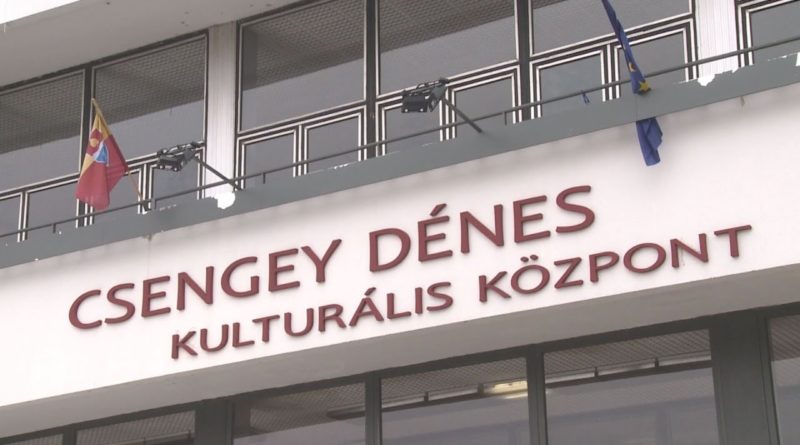 CSENGEY DÉNES
KULTURÁLIS KÖZPONT